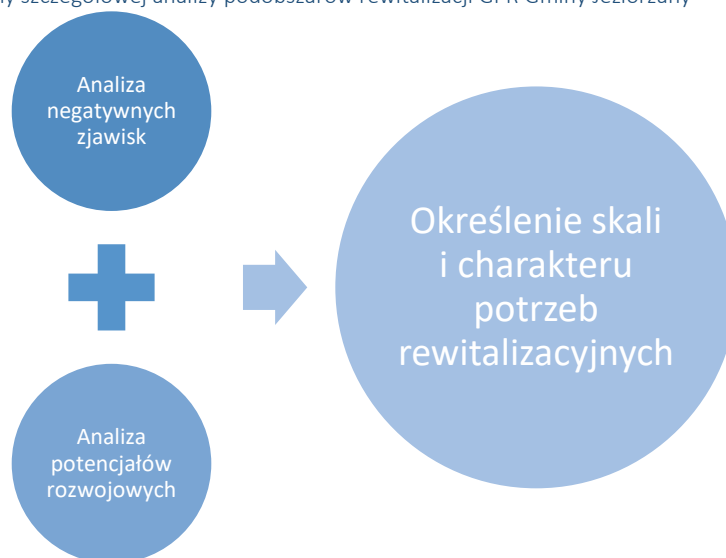 szczegółowej analizy podobszarów rewitalizacji GPR Gminy Jeziorzany
Analiza
negatywnych
zjawisk
Analiza
potencjałów
rozwojowych
Określenie skali
i charakteru
potrzeb
rewitalizacyjnych